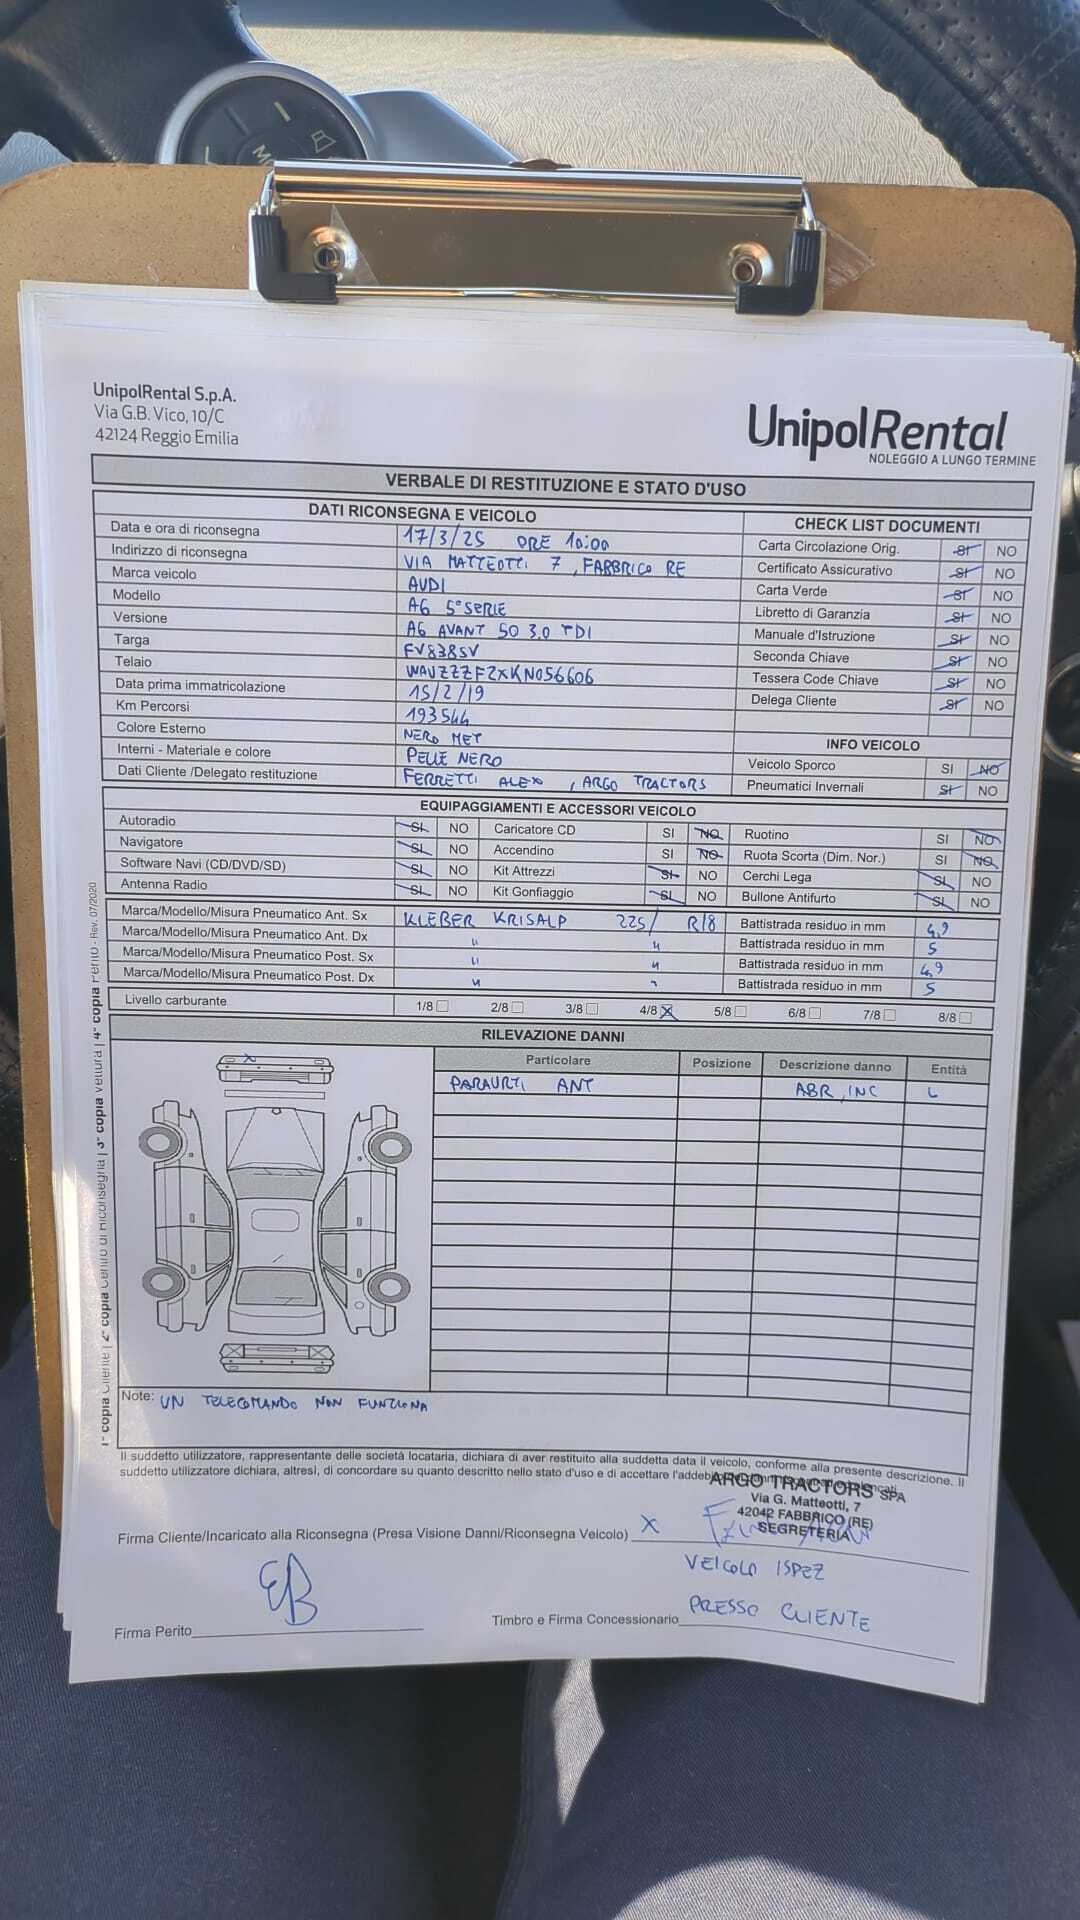 UnipolRental S.p.A.
Via G.B. Vico, 10/C
42124 Reggio Emilia
UnipolRental
NOLEGGIO A LUNGO TERMINE
VERBALE DI RESTITUZIONE E STATO D'USO
DATI RICONSEGNA E VEICOLO
Data e ora di riconsegna 17/3/25 ORE 10:00
Indirizzo di riconsegna VIA MATTEOTTI 7, FABBRICO RE
Marca veicolo AUDI
Modello A6 5° SERIE
Versione A6 AVANT 50 3.0 TDI
Targa FV838SV
Telaio WAUZZZF2XKN056606
Data prima immatricolazione 15/2/19
Km Percorsi 193544
Colore Esterno NERO MET
Interni - Materiale e colore PELLE NERO
Dati Cliente /Delegato restituzione FERRETTI ALEX, ARGO TRACTORS
CHECK LIST DOCUMENTI
Carta Circolazione Orig. SI NO
Certificato Assicurativo SI NO
Carta Verde SI NO
Libretto di Garanzia SI NO
Manuale d'Istruzione SI NO
Seconda Chiave SI NO
Tessera Code Chiave SI NO
Delega Cliente SI NO
INFO VEICOLO
Veicolo Sporco SI NO
Pneumatici Invernali SI NO
EQUIPAGGIAMENTI E ACCESSORI VEICOLO
Autoradio SI NO Caricatore CD SI NO Ruotino SI NO
Navigatore SI NO Accendino SI NO Ruota Scorta (Dim. Nor.) SI NO
Software Navi (CD/DVD/SD) SI NO Kit Attrezzi SI NO Cerchi Lega SI NO
Antenna Radio SI NO Kit Gonfiaggio SI NO Bullone Antifurto SI NO
Marca/Modello/Misura Pneumatico Ant. Sx KLEBER KRISALP 225/ R18 Battistrada residuo in mm 4,9
Marca/Modello/Misura Pneumatico Ant. Dx " " Battistrada residuo in mm 5
Marca/Modello/Misura Pneumatico Post. Sx " " Battistrada residuo in mm 4,9
Marca/Modello/Misura Pneumatico Post. Dx " " Battistrada residuo in mm 5
Livello carburante 1/8 2/8 3/8 4/8 X 5/8 6/8 7/8 8/8
RILEVAZIONE DANNI
Particolare Posizione Descrizione danno Entità
PARAURTI ANT ABR, INC L
X
Note: UN TELECOMANDO NON FUNZIONA
Il suddetto utilizzatore, rappresentante delle società locataria, dichiara di aver restituito alla suddetta data il veicolo, conforme alla presente descrizione. Il
suddetto utilizzatore dichiara, altresì, di concordare su quanto descritto nello stato d'uso e di accettare l'addebito
ARGO TRACTORS SPA
Via G. Matteotti, 7
42042 FABBRICO (RE)
SEGRETERIA
Firma Cliente/Incaricato alla Riconsegna (Presa Visione Danni/Riconsegna Veicolo) X
VEICOLO ISPEZ
PRESSO CLIENTE
Firma Perito EB
Timbro e Firma Concessionario
1° copia Cliente | 2° copia Centro di Riconsegna | 3° copia Vettura | 4° copia Perito - Rev. 07/2020